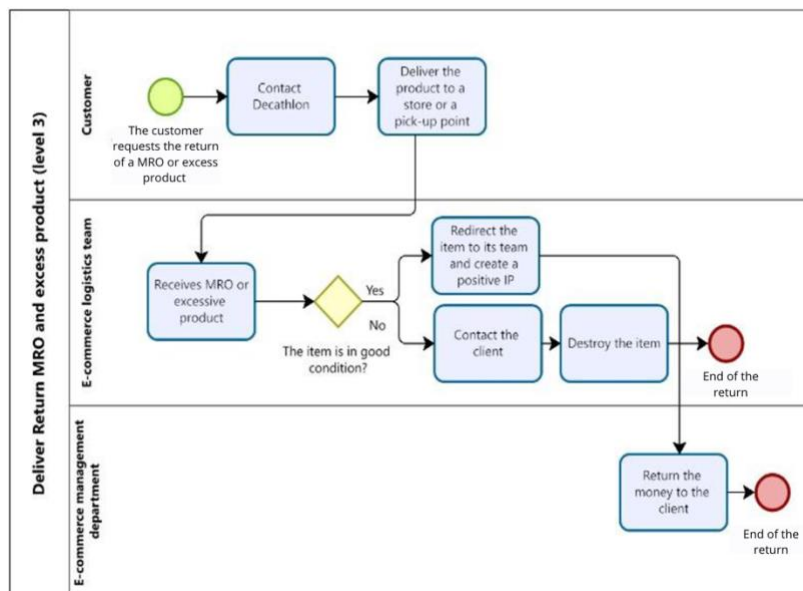 Deliver Return MRO and excess product (level 3)
Customer
The customer
requests the return
of a MRO or excess
product
Contact
Decathlon
Deliver the
product to a
store or a
pick-up point
E-commerce logistics team
Receives MRO or
excessive
product
The item is in good
condition?
Yes
No
Redirect the
item to its team
and create a
positive IP
Contact the
client
Destroy the item
End of the
return
E-commerce management
department
Return the
money to the
client
End of the
return